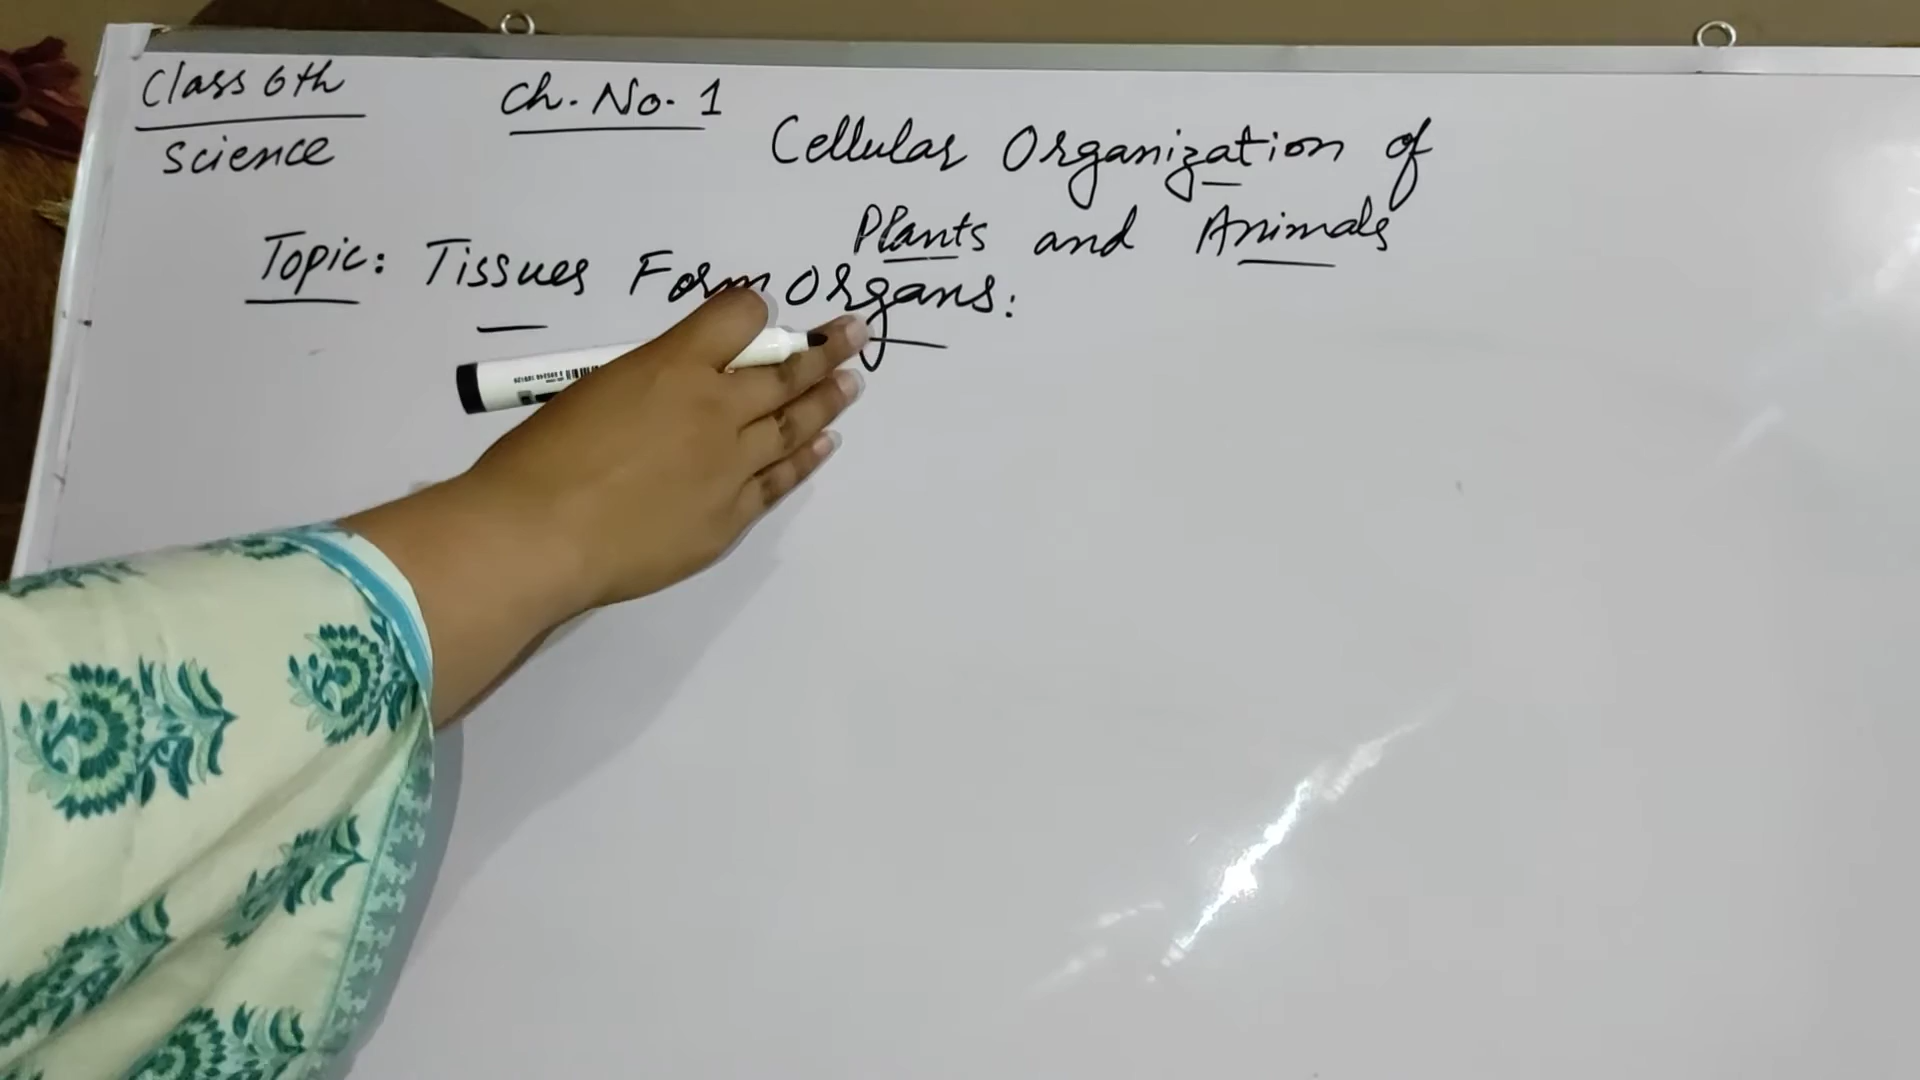 Class 6th
Science
Ch. No. 1
Cellular Organization of
Plants and Animals
Topic: Tissues Form Organs: